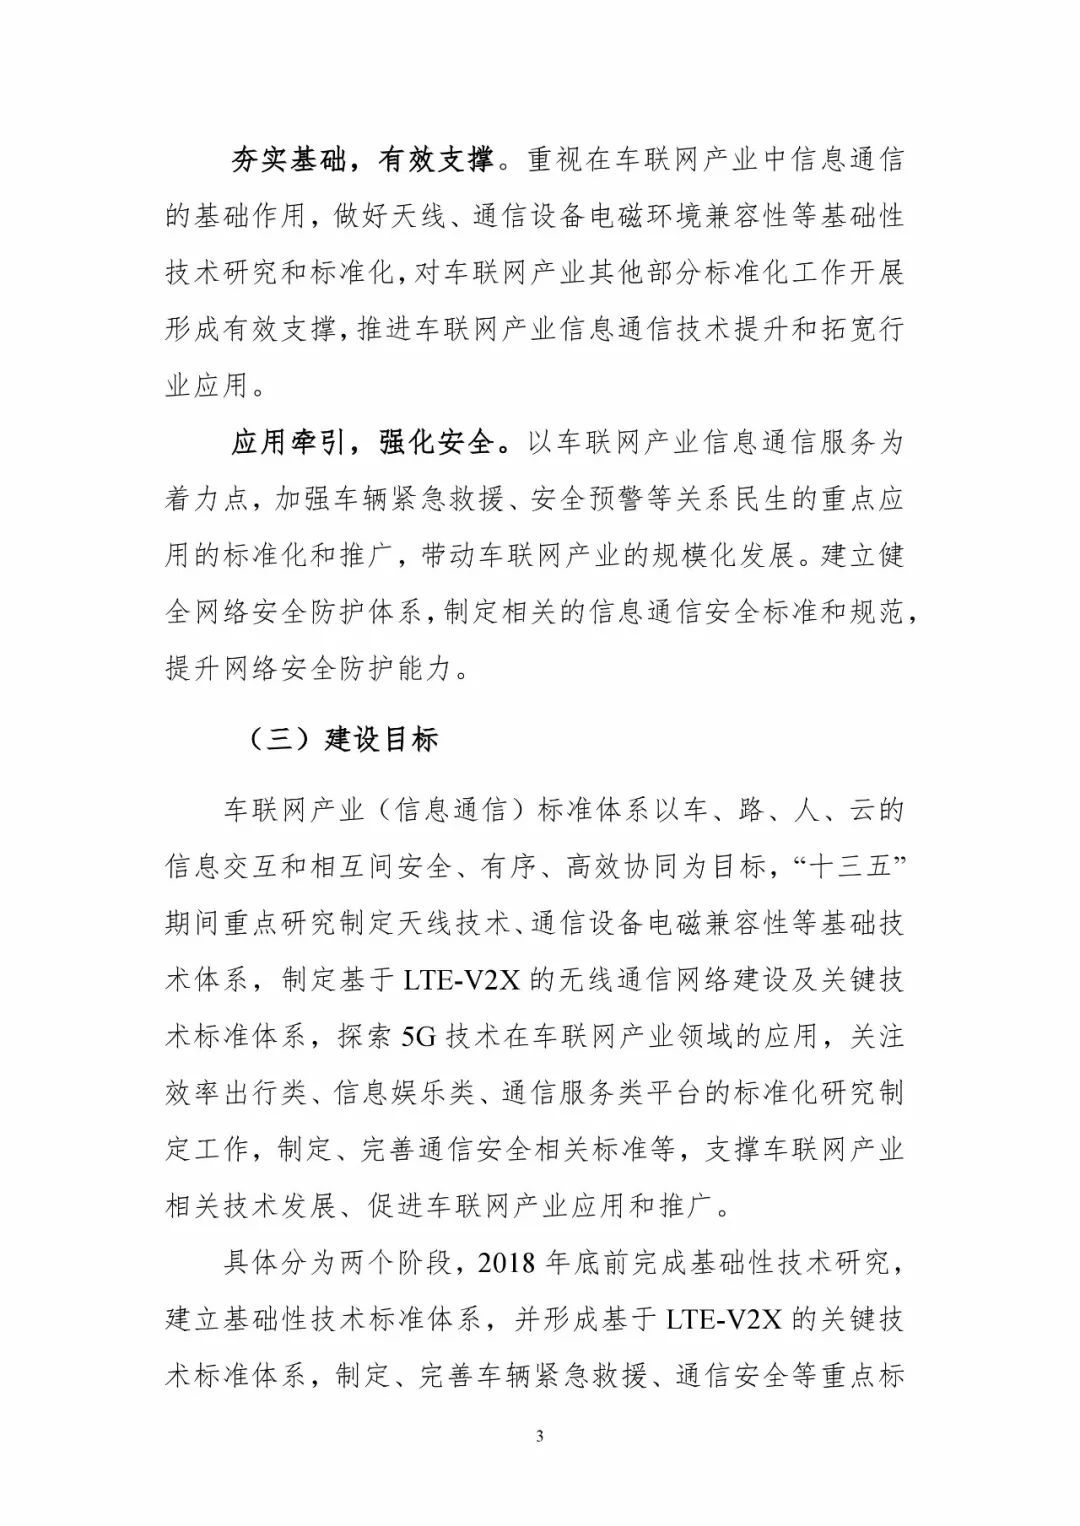 夯实基础，有效支撑。重视在车联网产业中信息通信
的基础作用，做好天线、通信设备电磁环境兼容性等基础性
技术研究和标准化，对车联网产业其他部分标准化工作开展
形成有效支撑，推进车联网产业信息通信技术提升和拓宽行
业应用。
应用牵引，强化安全。以车联网产业信息通信服务为
着力点，加强车辆紧急救援、安全预警等关系民生的重点应
用的标准化和推广，带动车联网产业的规模化发展。建立健
全网络安全防护体系，制定相关的信息通信安全标准和规范，
提升网络安全防护能力。
（三）建设目标
车联网产业（信息通信）标准体系以车、路、人、云的
信息交互和相互间安全、有序、高效协同为目标，“十三五”
期间重点研究制定天线技术、通信设备电磁兼容性等基础技
术体系，制定基于 LTE-V2X 的无线通信网络建设及关键技
术标准体系，探索 5G 技术在车联网产业领域的应用，关注
效率出行类、信息娱乐类、通信服务类平台的标准化研究制
定工作，制定、完善通信安全相关标准等，支撑车联网产业
相关技术发展、促进车联网产业应用和推广。
具体分为两个阶段，2018 年底前完成基础性技术研究，
建立基础性技术标准体系，并形成基于 LTE-V2X 的关键技
术标准体系，制定、完善车辆紧急救援、通信安全等重点标
3